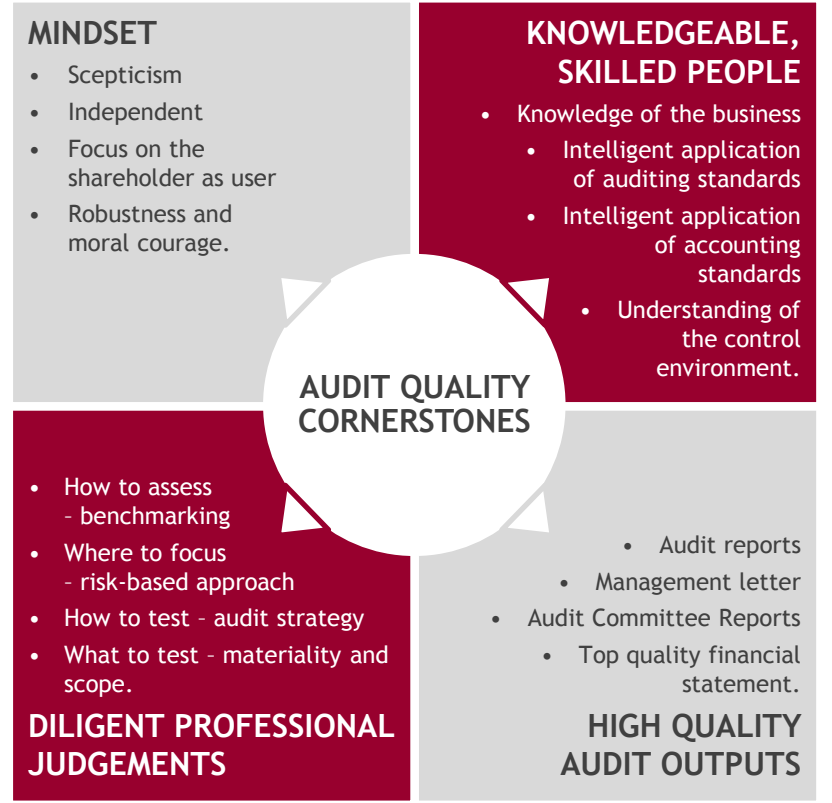 MINDSET
• Scepticism
• Independent
• Focus on the
shareholder as user
• Robustness and
moral courage.
KNOWLEDGEABLE,
SKILLED PEOPLE
• Knowledge of the business
• Intelligent application
of auditing standards
• Intelligent application
of accounting
standards
• Understanding of
the control
environment.
AUDIT QUALITY
CORNERSTONES
• How to assess
– benchmarking
• Where to focus
– risk-based approach
• How to test – audit strategy
• What to test – materiality and
scope.
DILIGENT PROFESSIONAL
JUDGEMENTS
• Audit reports
• Management letter
• Audit Committee Reports
• Top quality financial
statement.
HIGH QUALITY
AUDIT OUTPUTS